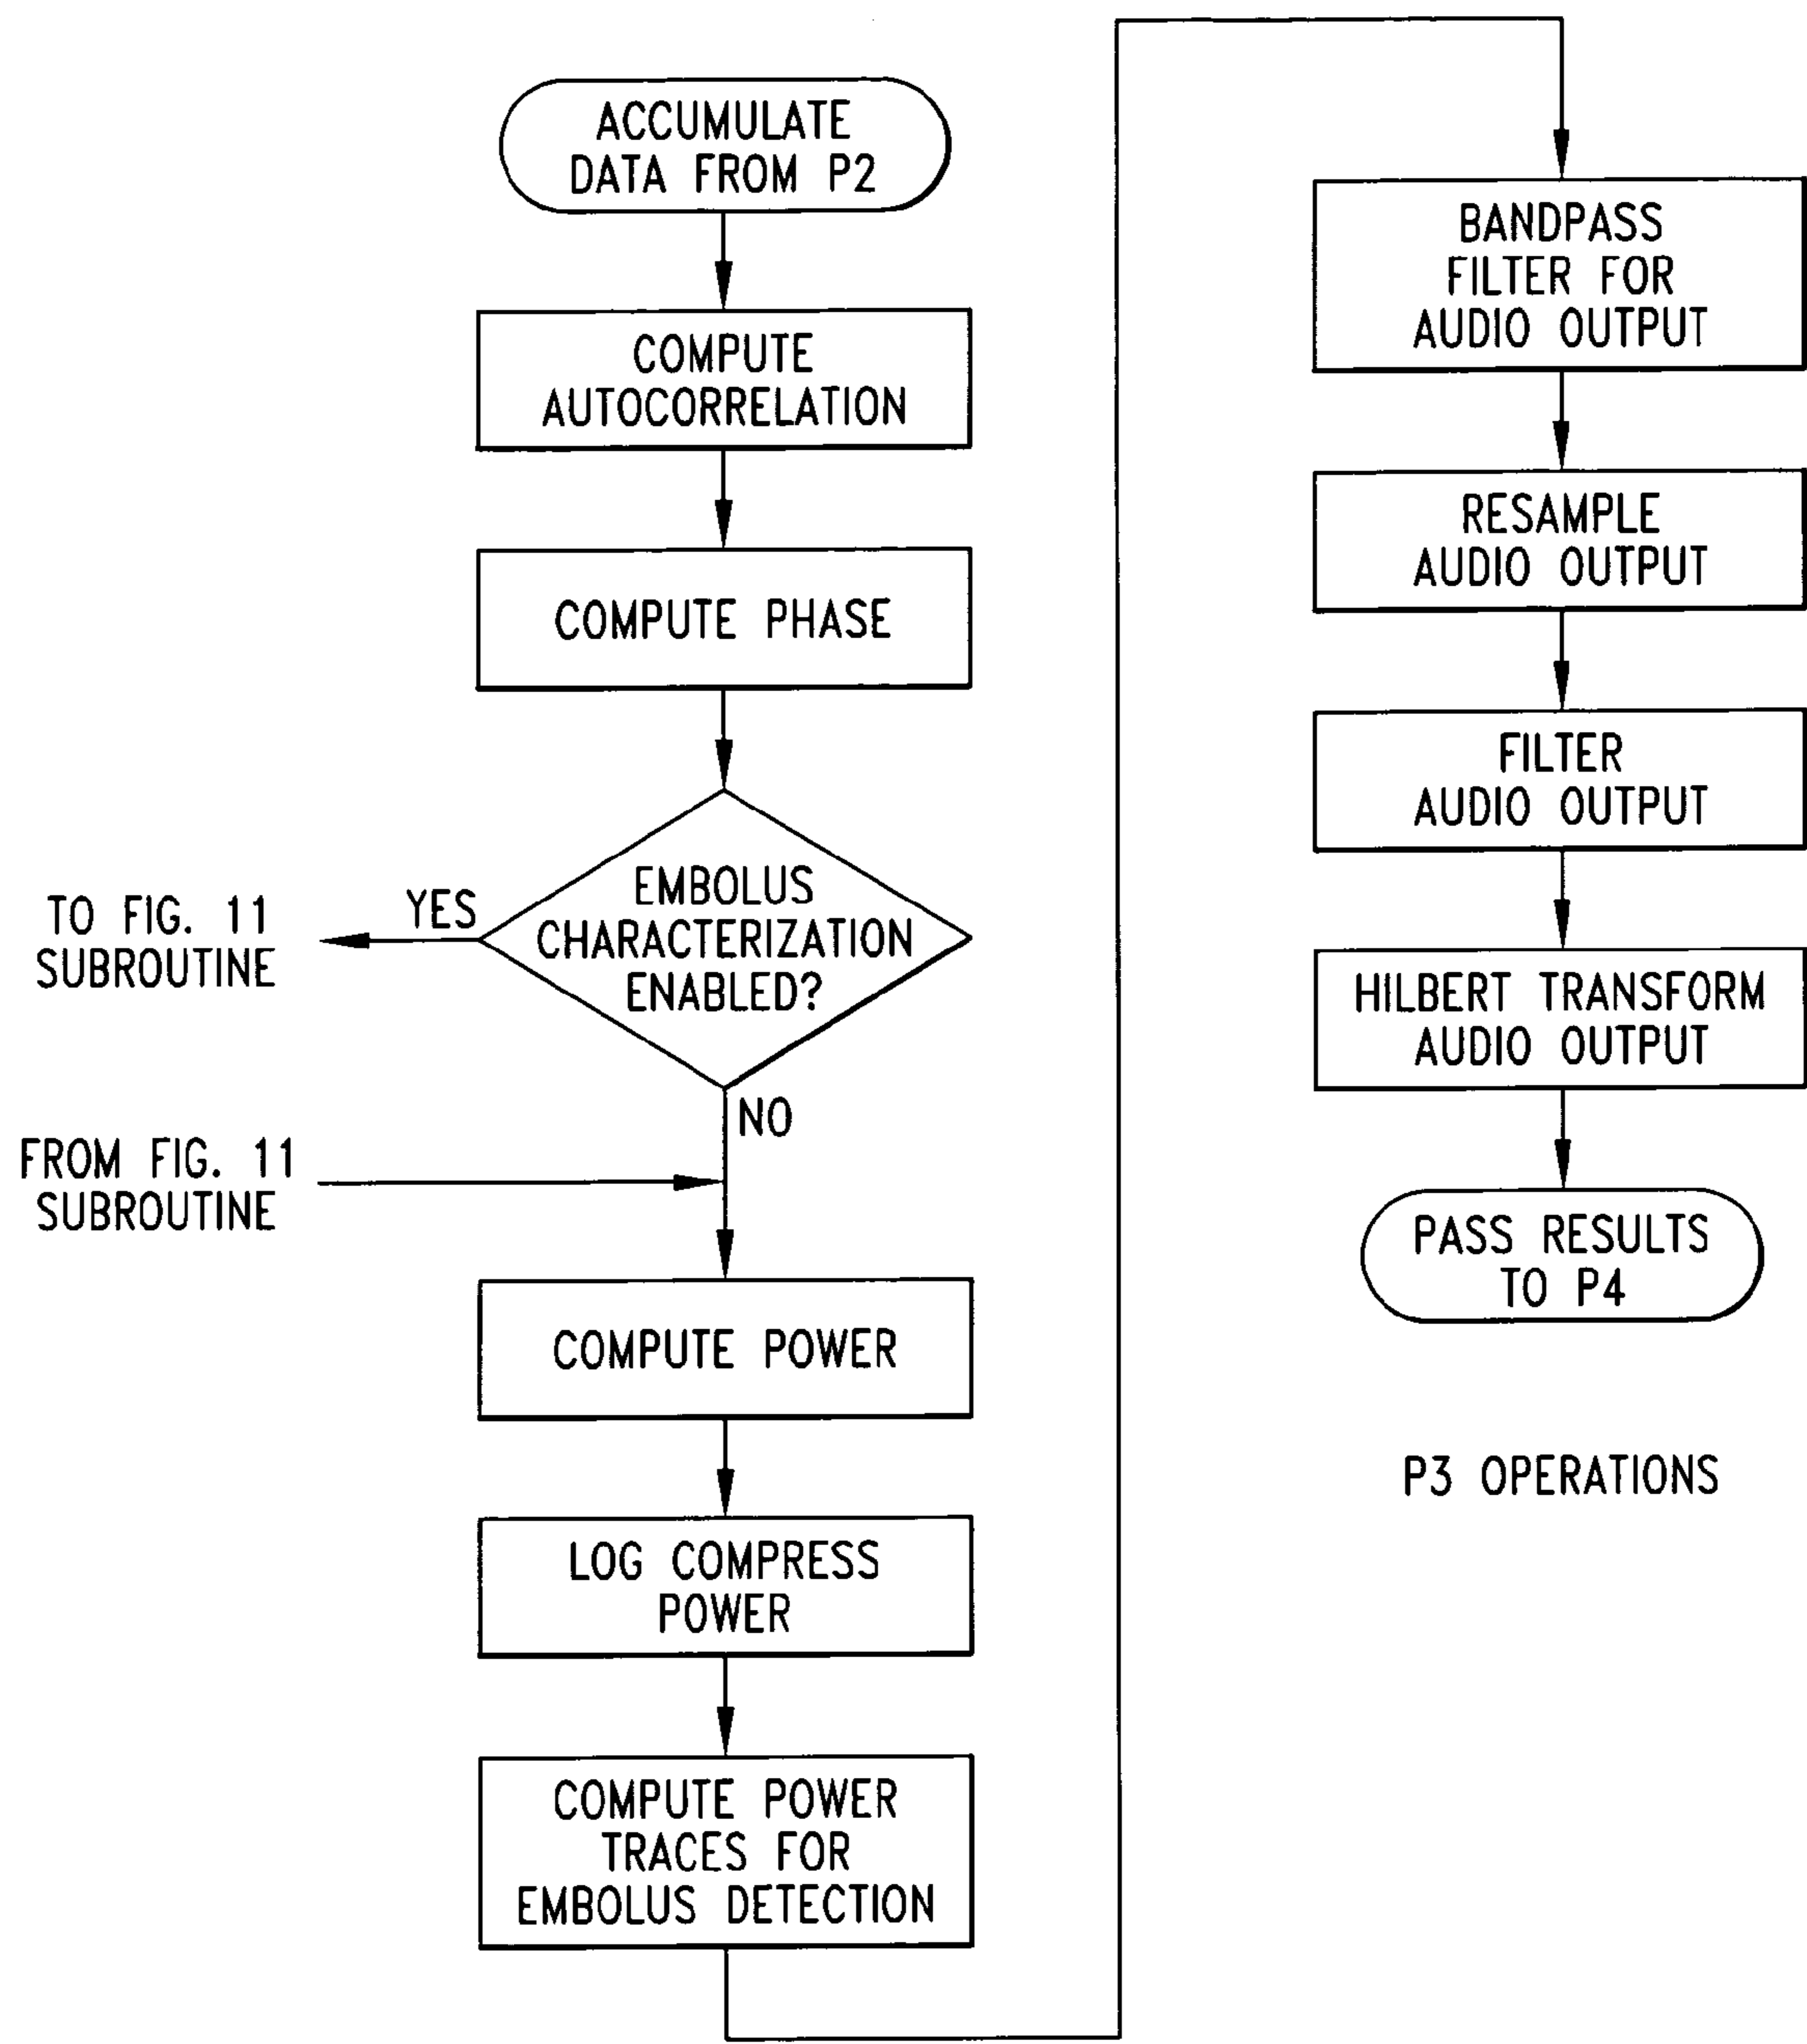 ACCUMULATE
DATA FROM P2
COMPUTE
AUTOCORRELATION
COMPUTE PHASE
EMBOLUS
CHARACTERIZATION
ENABLED?
YES
TO FIG. 11
SUBROUTINE
NO
FROM FIG. 11
SUBROUTINE
COMPUTE POWER
LOG COMPRESS
POWER
COMPUTE POWER
TRACES FOR
EMBOLUS DETECTION
BANDPASS
FILTER FOR
AUDIO OUTPUT
RESAMPLE
AUDIO OUTPUT
FILTER
AUDIO OUTPUT
HILBERT TRANSFORM
AUDIO OUTPUT
PASS RESULTS
TO P4
P3 OPERATIONS